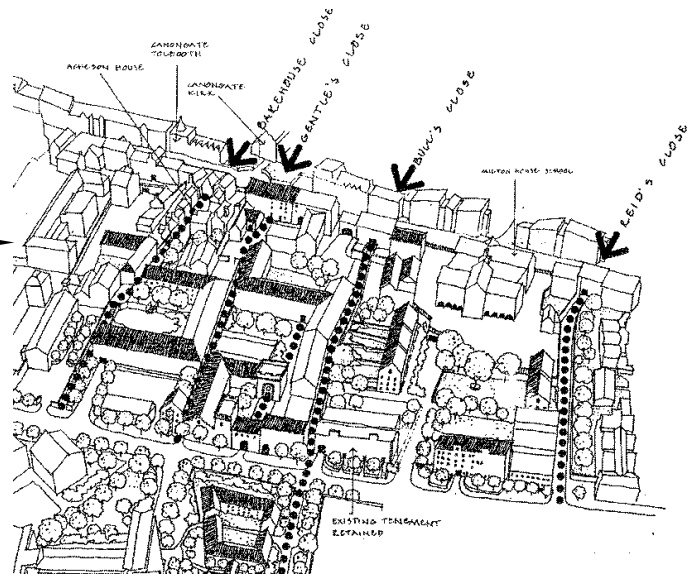 CANONGATE
TOLBOOTH
ACHESON HOUSE
CANONGATE
KIRK
BAKEHOUSE CLOSE
GENTLE'S CLOSE
BULL'S CLOSE
MILTON HOUSE SCHOOL
REID'S CLOSE
EXISTING TENEMENT
RETAINED